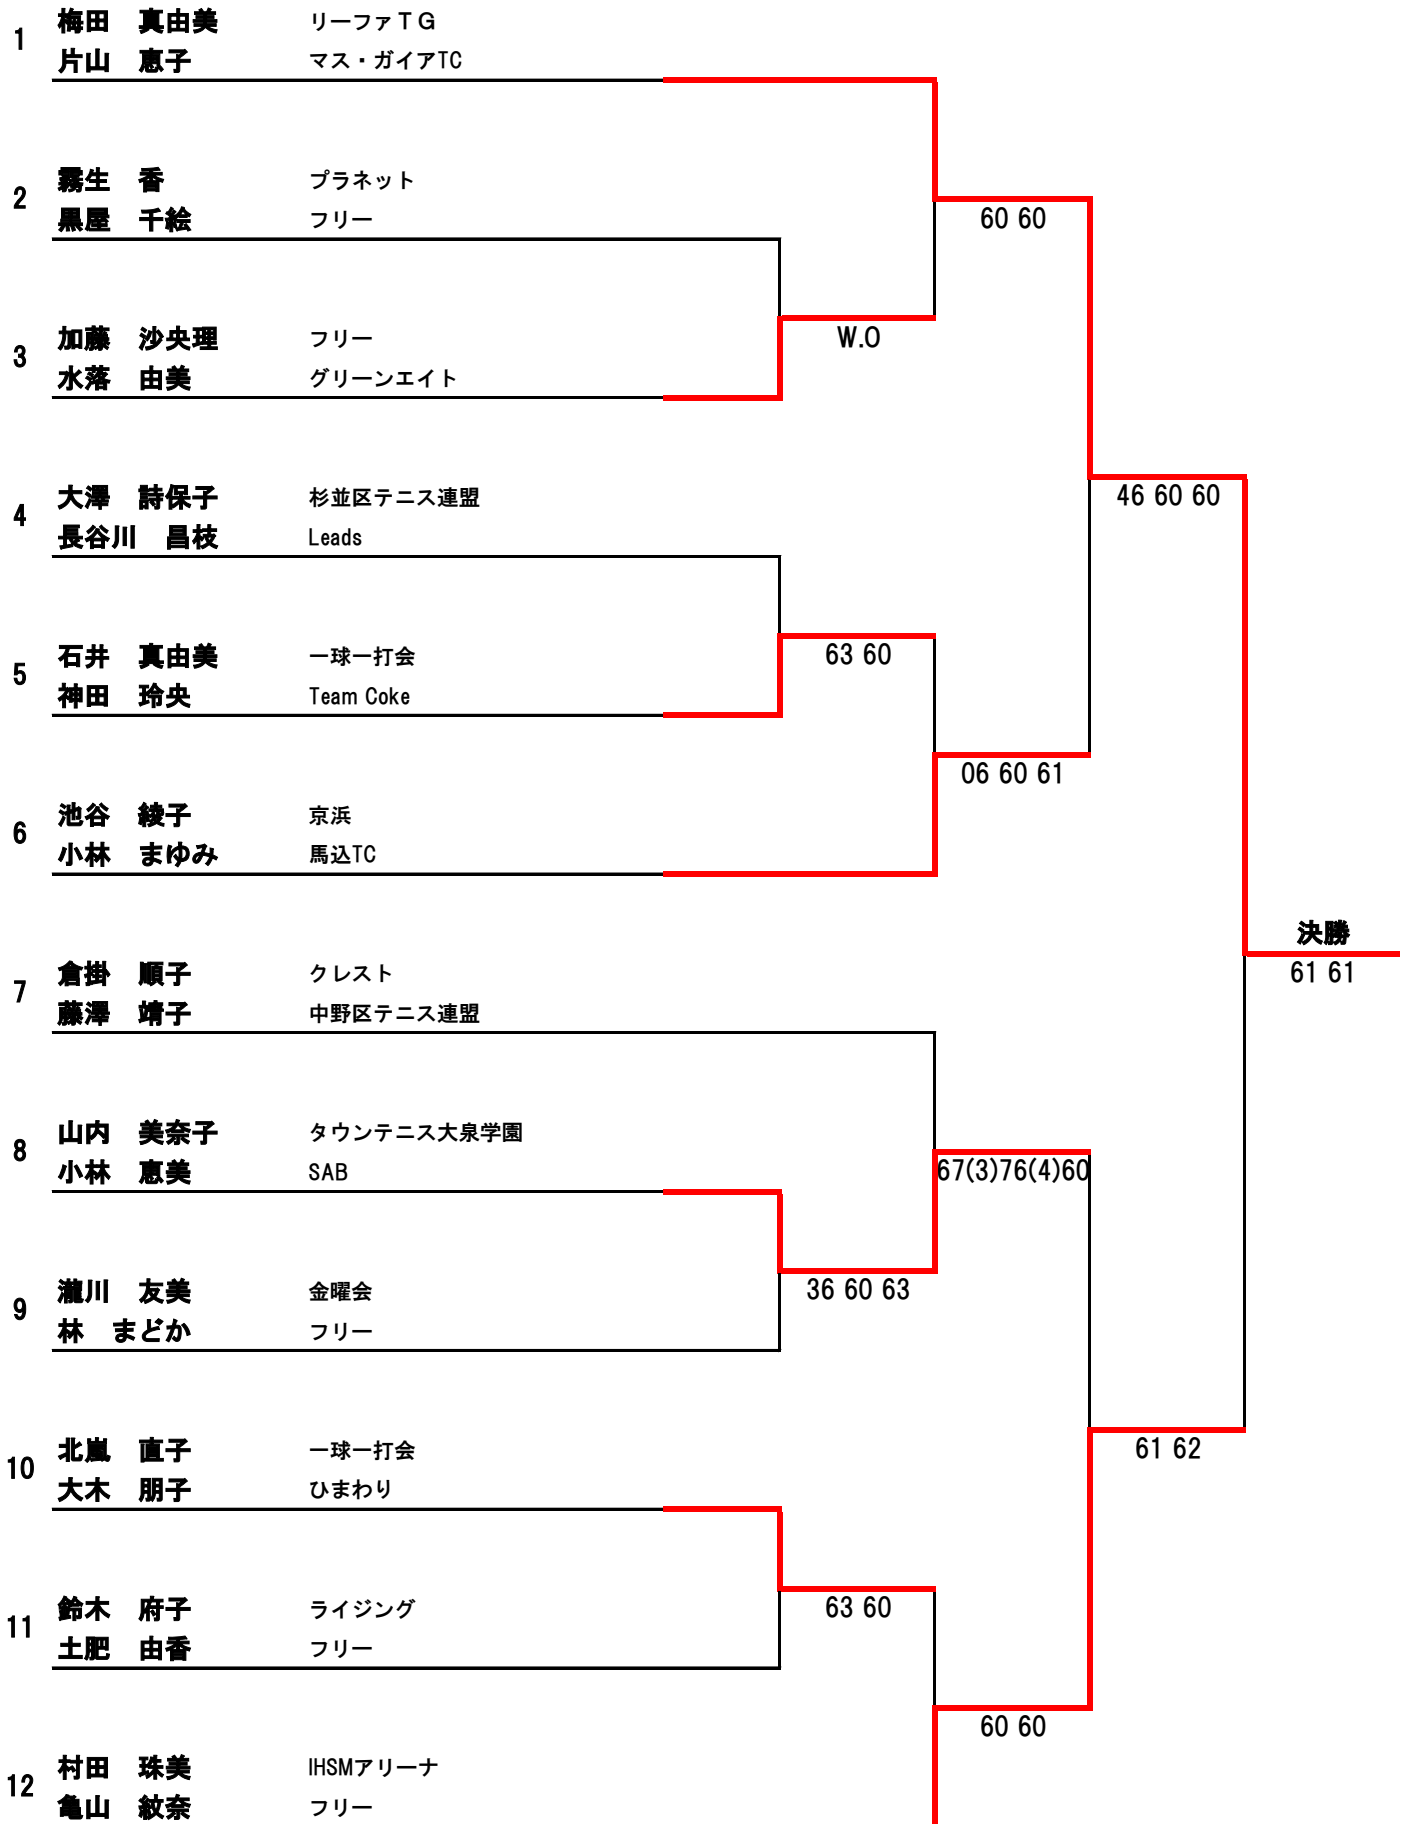 1
梅田　真由美　リーファＴＧ
片山　恵子　マス・ガイアTC
2
霧生　香　プラネット
黒屋　千絵　フリー
60 60
3
加藤　沙央理　フリー
水落　由美　グリーンエイト
W.O
4
大澤　詩保子　杉並区テニス連盟
長谷川　昌枝　Leads
46 60 60
5
石井　真由美　一球一打会
神田　玲央　Team Coke
63 60
06 60 61
6
池谷　綾子　京浜
小林　まゆみ　馬込TC
決勝
61 61
7
倉掛　順子　クレスト
藤澤　靖子　中野区テニス連盟
8
山内　美奈子　タウンテニス大泉学園
小林　恵美　SAB
67(3)76(4)60
9
瀧川　友美　金曜会
林　まどか　フリー
36 60 63
10
北嵐　直子　一球一打会
大木　朋子　ひまわり
61 62
11
鈴木　府子　ライジング
土肥　由香　フリー
63 60
60 60
12
村田　珠美　IHSMアリーナ
亀山　紋奈　フリー